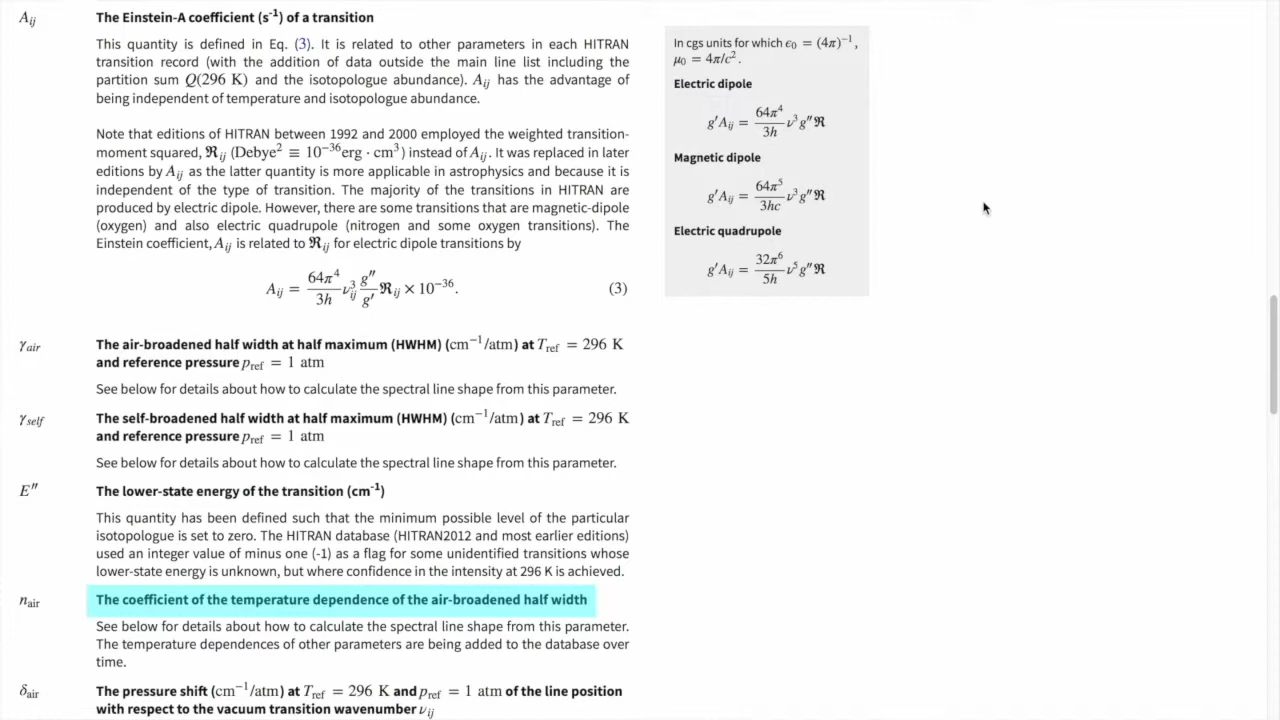 A_ij The Einstein-A coefficient (s⁻¹) of a transition
This quantity is defined in Eq. (3). It is related to other parameters in each HITRAN
transition record (with the addition of data outside the main line list including the
partition sum Q(296 K) and the isotopologue abundance). A_ij has the advantage of
being independent of temperature and isotopologue abundance.
Note that editions of HITRAN between 1992 and 2000 employed the weighted transition-
moment squared, ℜ_ij (Debye² ≡ 10⁻³⁶erg · cm³) instead of A_ij. It was replaced in later
editions by A_ij as the latter quantity is more applicable in astrophysics and because it is
independent of the type of transition. The majority of the transitions in HITRAN are
produced by electric dipole. However, there are some transitions that are magnetic-dipole
(oxygen) and also electric quadrupole (nitrogen and some oxygen transitions). The
Einstein coefficient, A_ij is related to ℜ_ij for electric dipole transitions by
A_ij = 64π⁴/3h ν³_ij g″/g′ ℜ_ij × 10⁻³⁶. (3)
γ_air The air-broadened half width at half maximum (HWHM) (cm⁻¹/atm) at T_ref = 296 K
and reference pressure p_ref = 1 atm
See below for details about how to calculate the spectral line shape from this parameter.
γ_self The self-broadened half width at half maximum (HWHM) (cm⁻¹/atm) at T_ref = 296 K
and reference pressure p_ref = 1 atm
See below for details about how to calculate the spectral line shape from this parameter.
E″ The lower-state energy of the transition (cm⁻¹)
This quantity has been defined such that the minimum possible level of the particular
isotopologue is set to zero. The HITRAN database (HITRAN2012 and most earlier editions)
used an integer value of minus one (-1) as a flag for some unidentified transitions whose
lower-state energy is unknown, but where confidence in the intensity at 296 K is achieved.
n_air The coefficient of the temperature dependence of the air-broadened half width
See below for details about how to calculate the spectral line shape from this parameter.
The temperature dependences of other parameters are being added to the database over
time.
δ_air The pressure shift (cm⁻¹/atm) at T_ref = 296 K and p_ref = 1 atm of the line position
with respect to the vacuum transition wavenumber ν_ij
In cgs units for which ϵ₀ = (4π)⁻¹,
μ₀ = 4π/c².
Electric dipole
g′A_ij = 64π⁴/3h ν³g″ℜ
Magnetic dipole
g′A_ij = 64π⁵/3hc ν³g″ℜ
Electric quadrupole
g′A_ij = 32π⁶/5h ν⁵g″ℜ